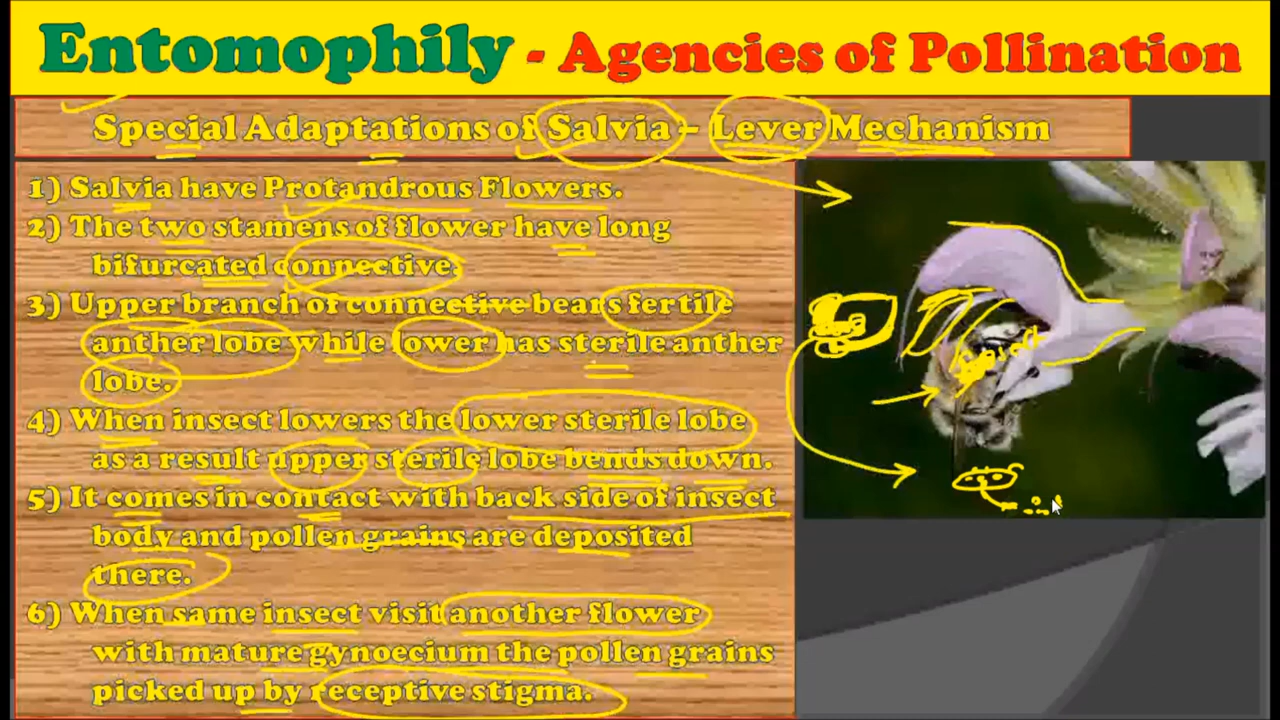 Entomophily - Agencies of Pollination
Special Adaptations of Salvia – Lever Mechanism
1) Salvia have Protandrous Flowers.
2) The two stamens of flower have long
bifurcated connective.
3) Upper branch of connective bears fertile
anther lobe while lower has sterile anther
lobe.
4) When insect lowers the lower sterile lobe
as a result upper sterile lobe bends down.
5) It comes in contact with back side of insect
body and pollen grains are deposited
there.
6) When same insect visit another flower
with mature gynoecium the pollen grains
picked up by receptive stigma.